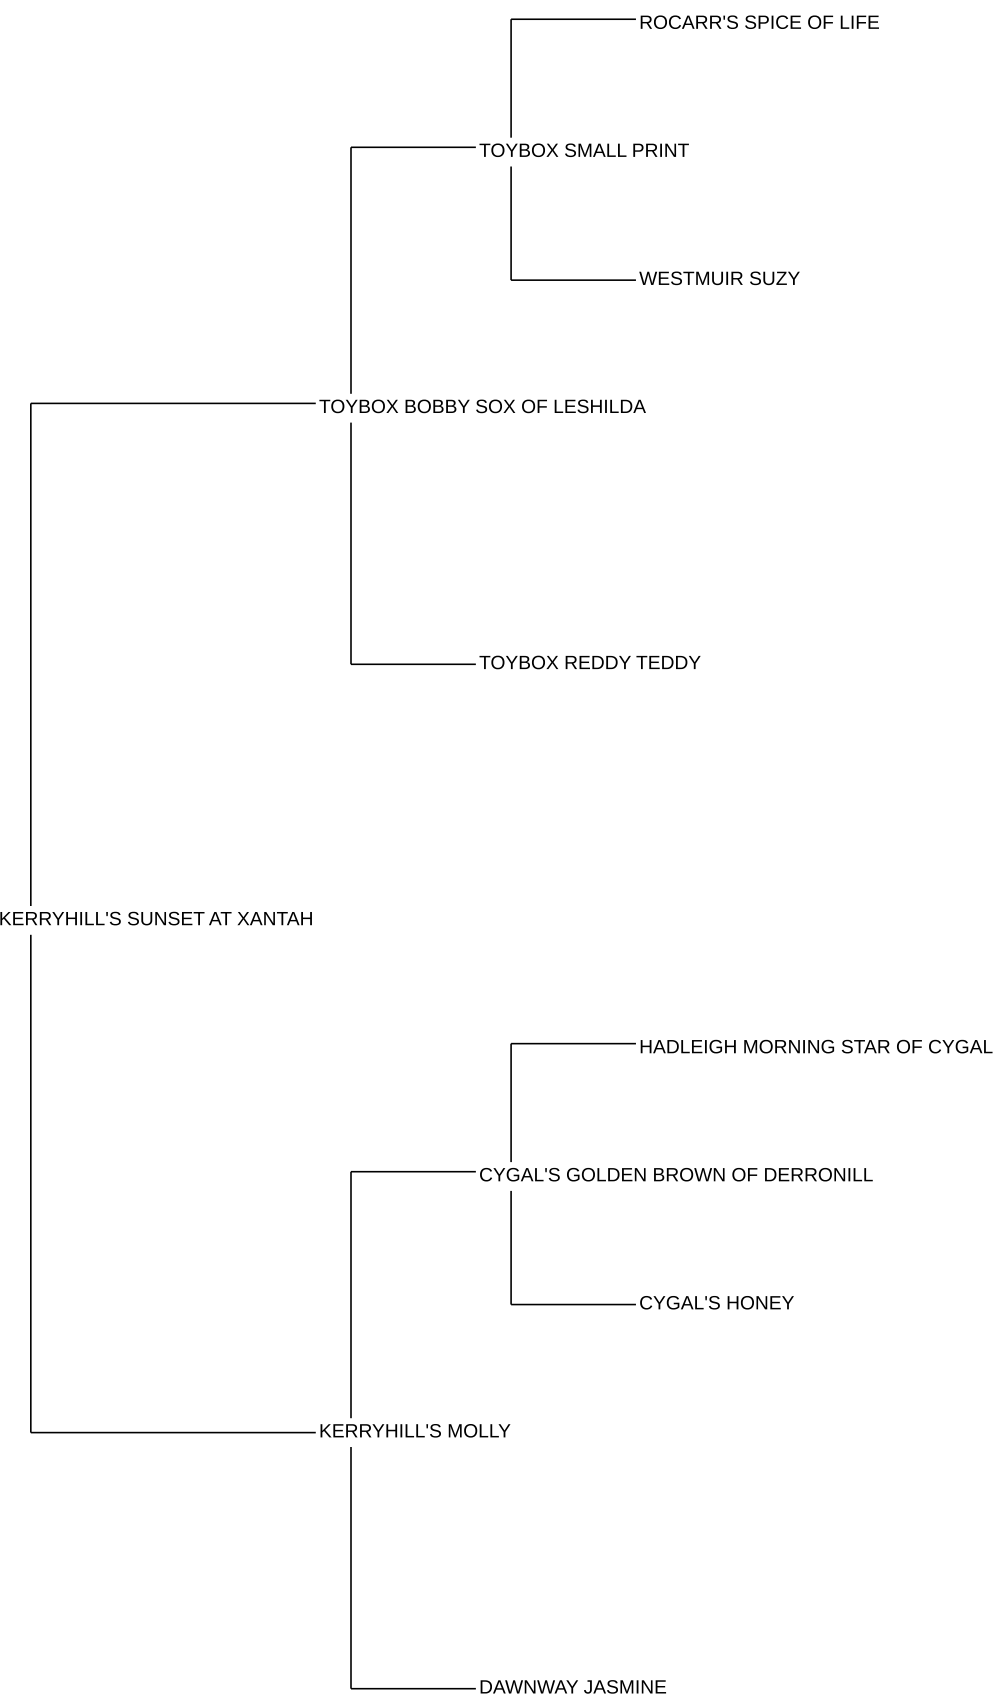 ROCARR'S SPICE OF LIFE
TOYBOX SMALL PRINT
WESTMUIR SUZY
TOYBOX BOBBY SOX OF LESHILDA
TOYBOX REDDY TEDDY
KERRYHILL'S SUNSET AT XANTAH
HADLEIGH MORNING STAR OF CYGAL
CYGAL'S GOLDEN BROWN OF DERRONILL
CYGAL'S HONEY
KERRYHILL'S MOLLY
DAWNWAY JASMINE